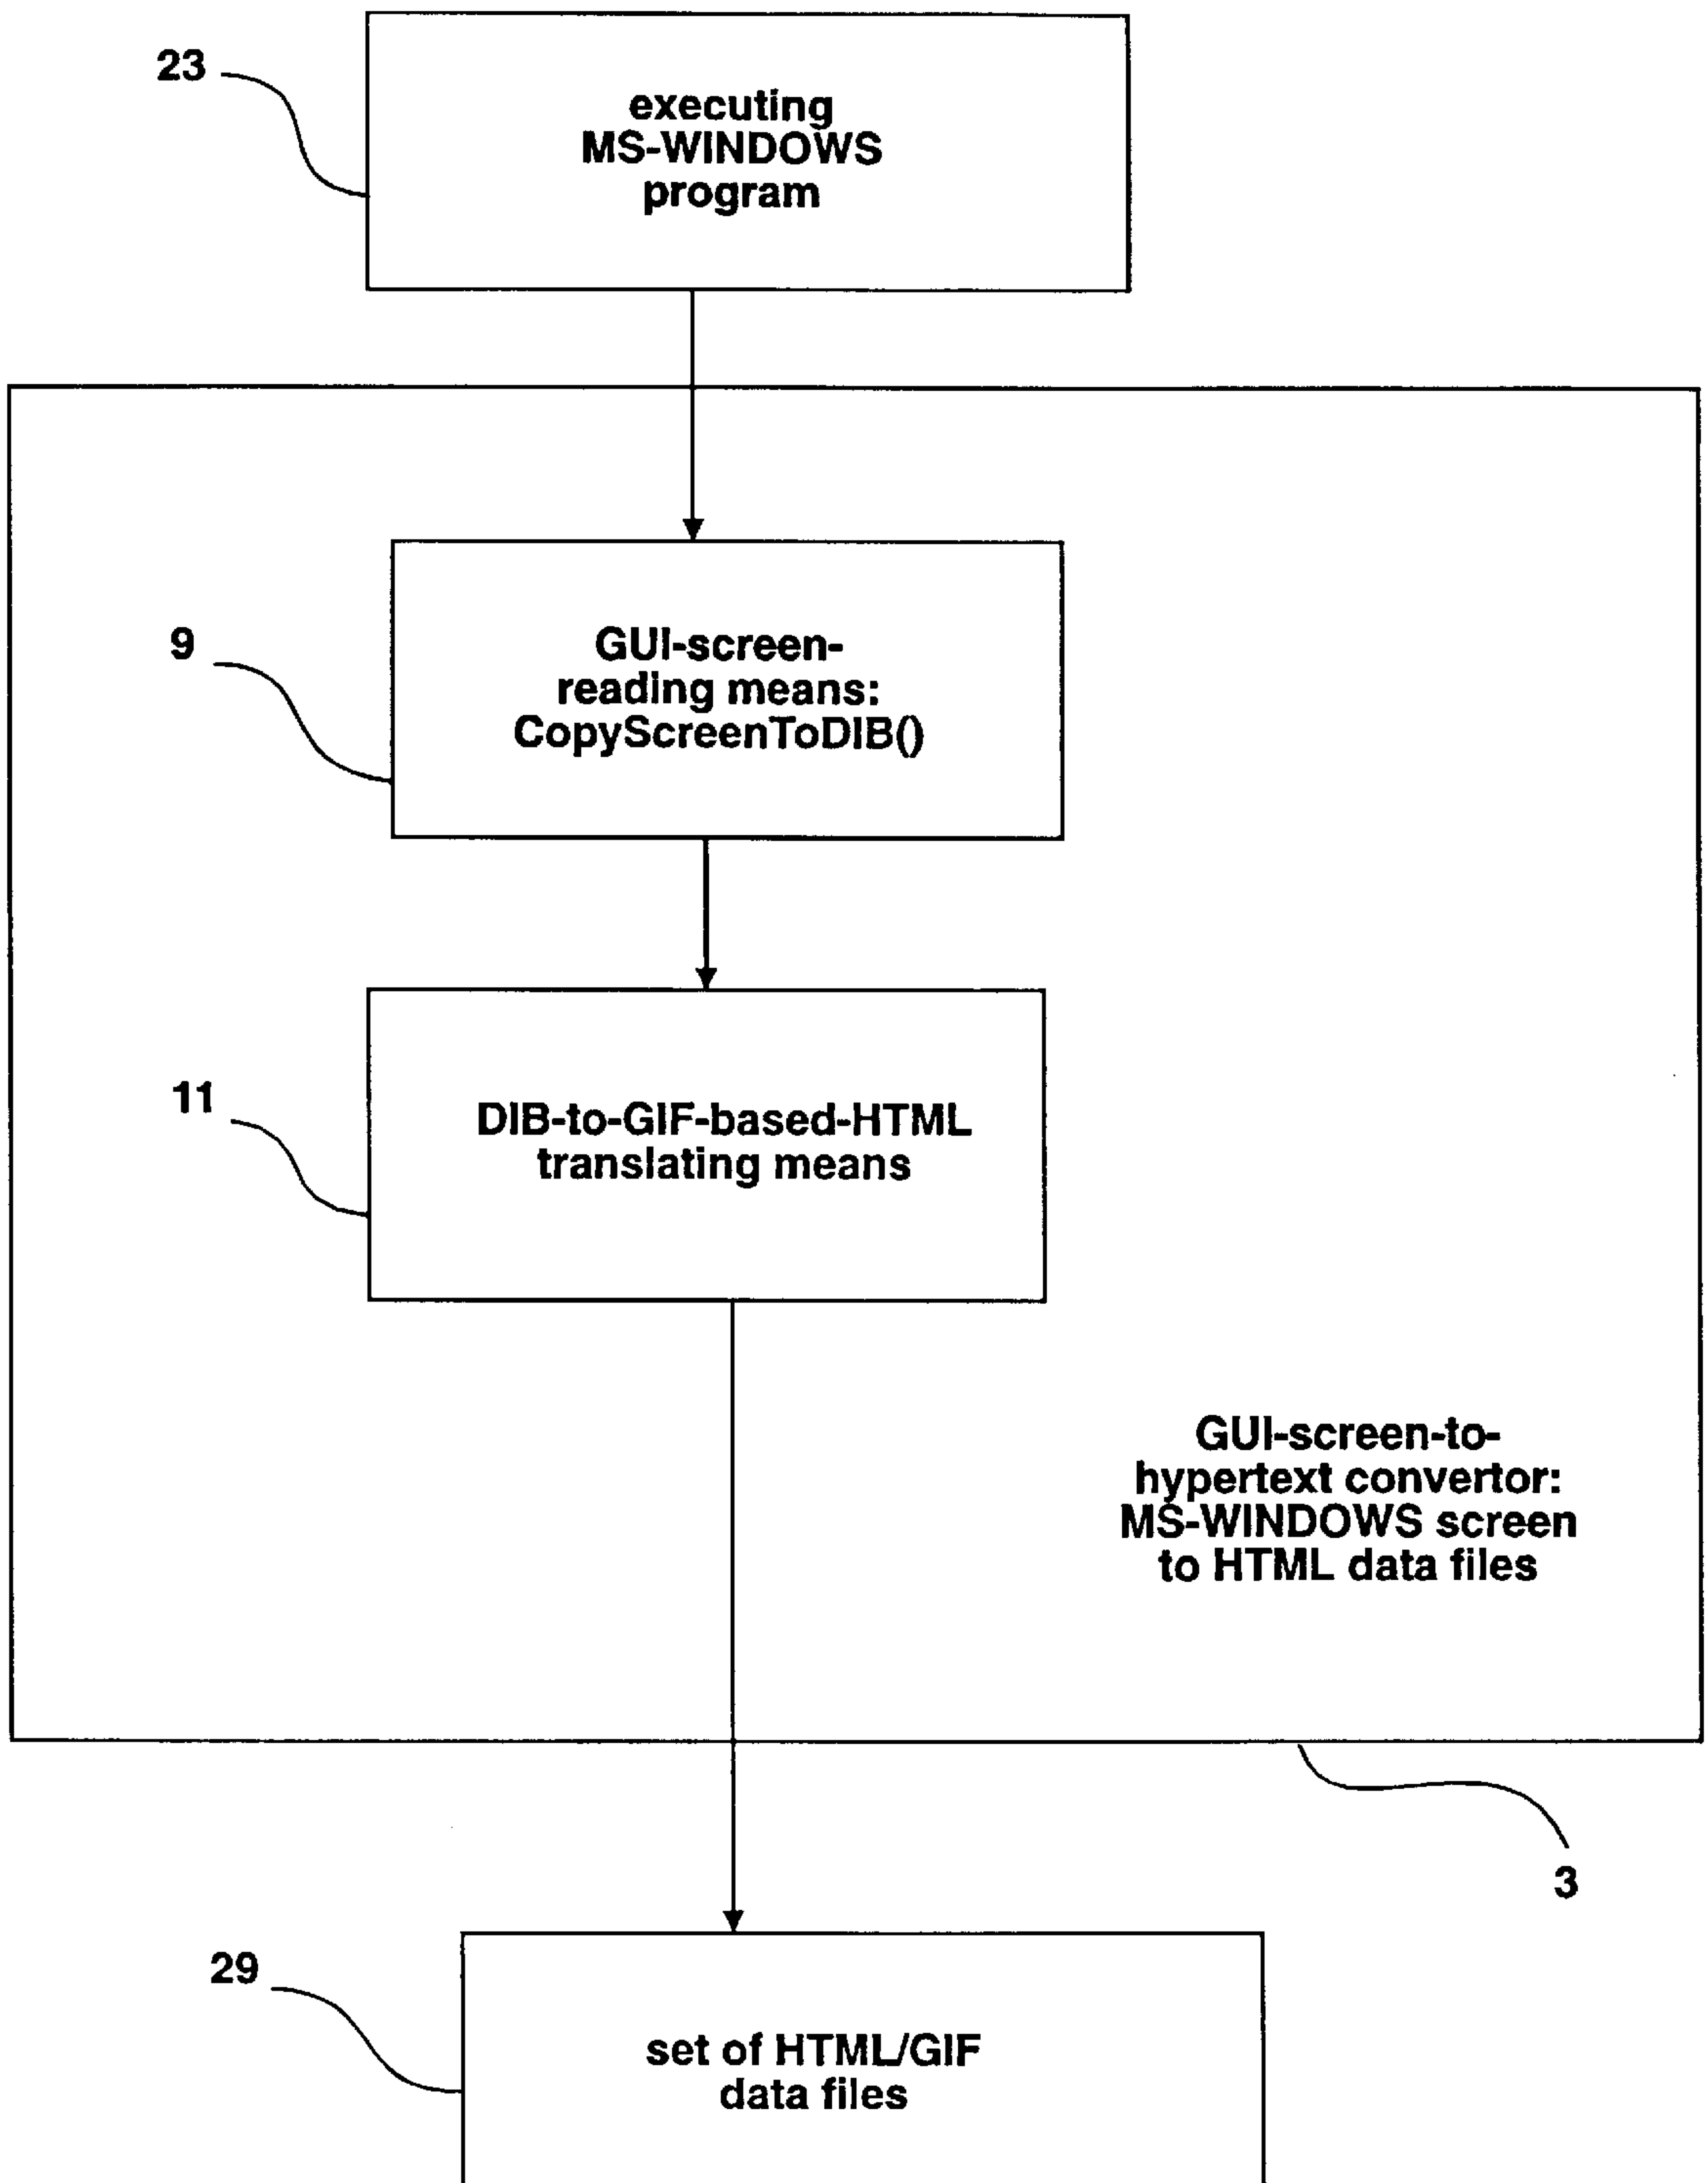 23
executing
MS-WINDOWS
program
9
GUI-screen-
reading means:
CopyScreenToDIB()
11
DIB-to-GIF-based-HTML
translating means
GUI-screen-to-
hypertext convertor:
MS-WINDOWS screen
to HTML data files
3
29
set of HTML/GIF
data files